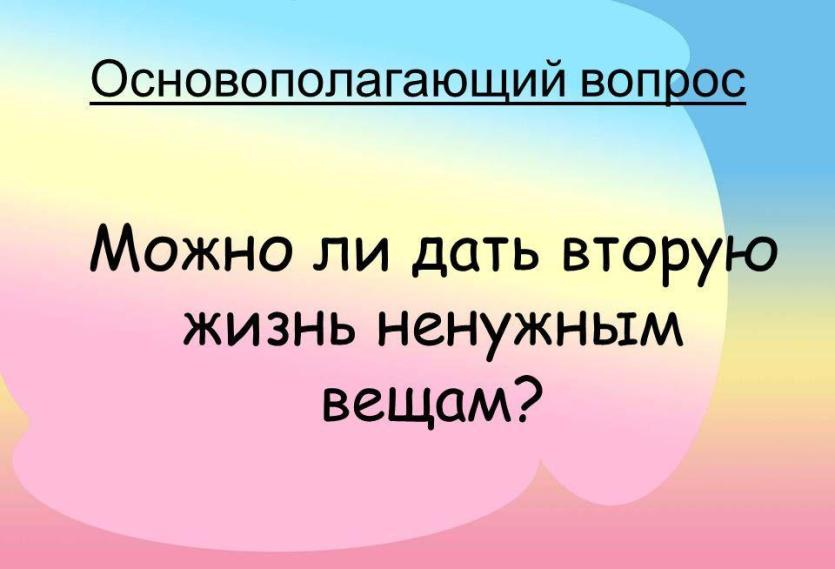 Основополагающий вопрос
Можно ли дать вторую
жизнь ненужным
вещам?